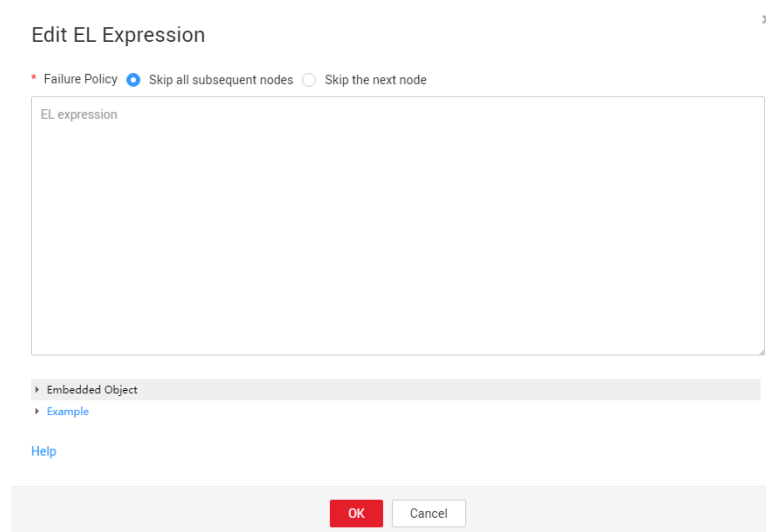 Edit EL Expression
* Failure Policy Skip all subsequent nodes Skip the next node
EL expression
Embedded Object
Example
Help
OK Cancel